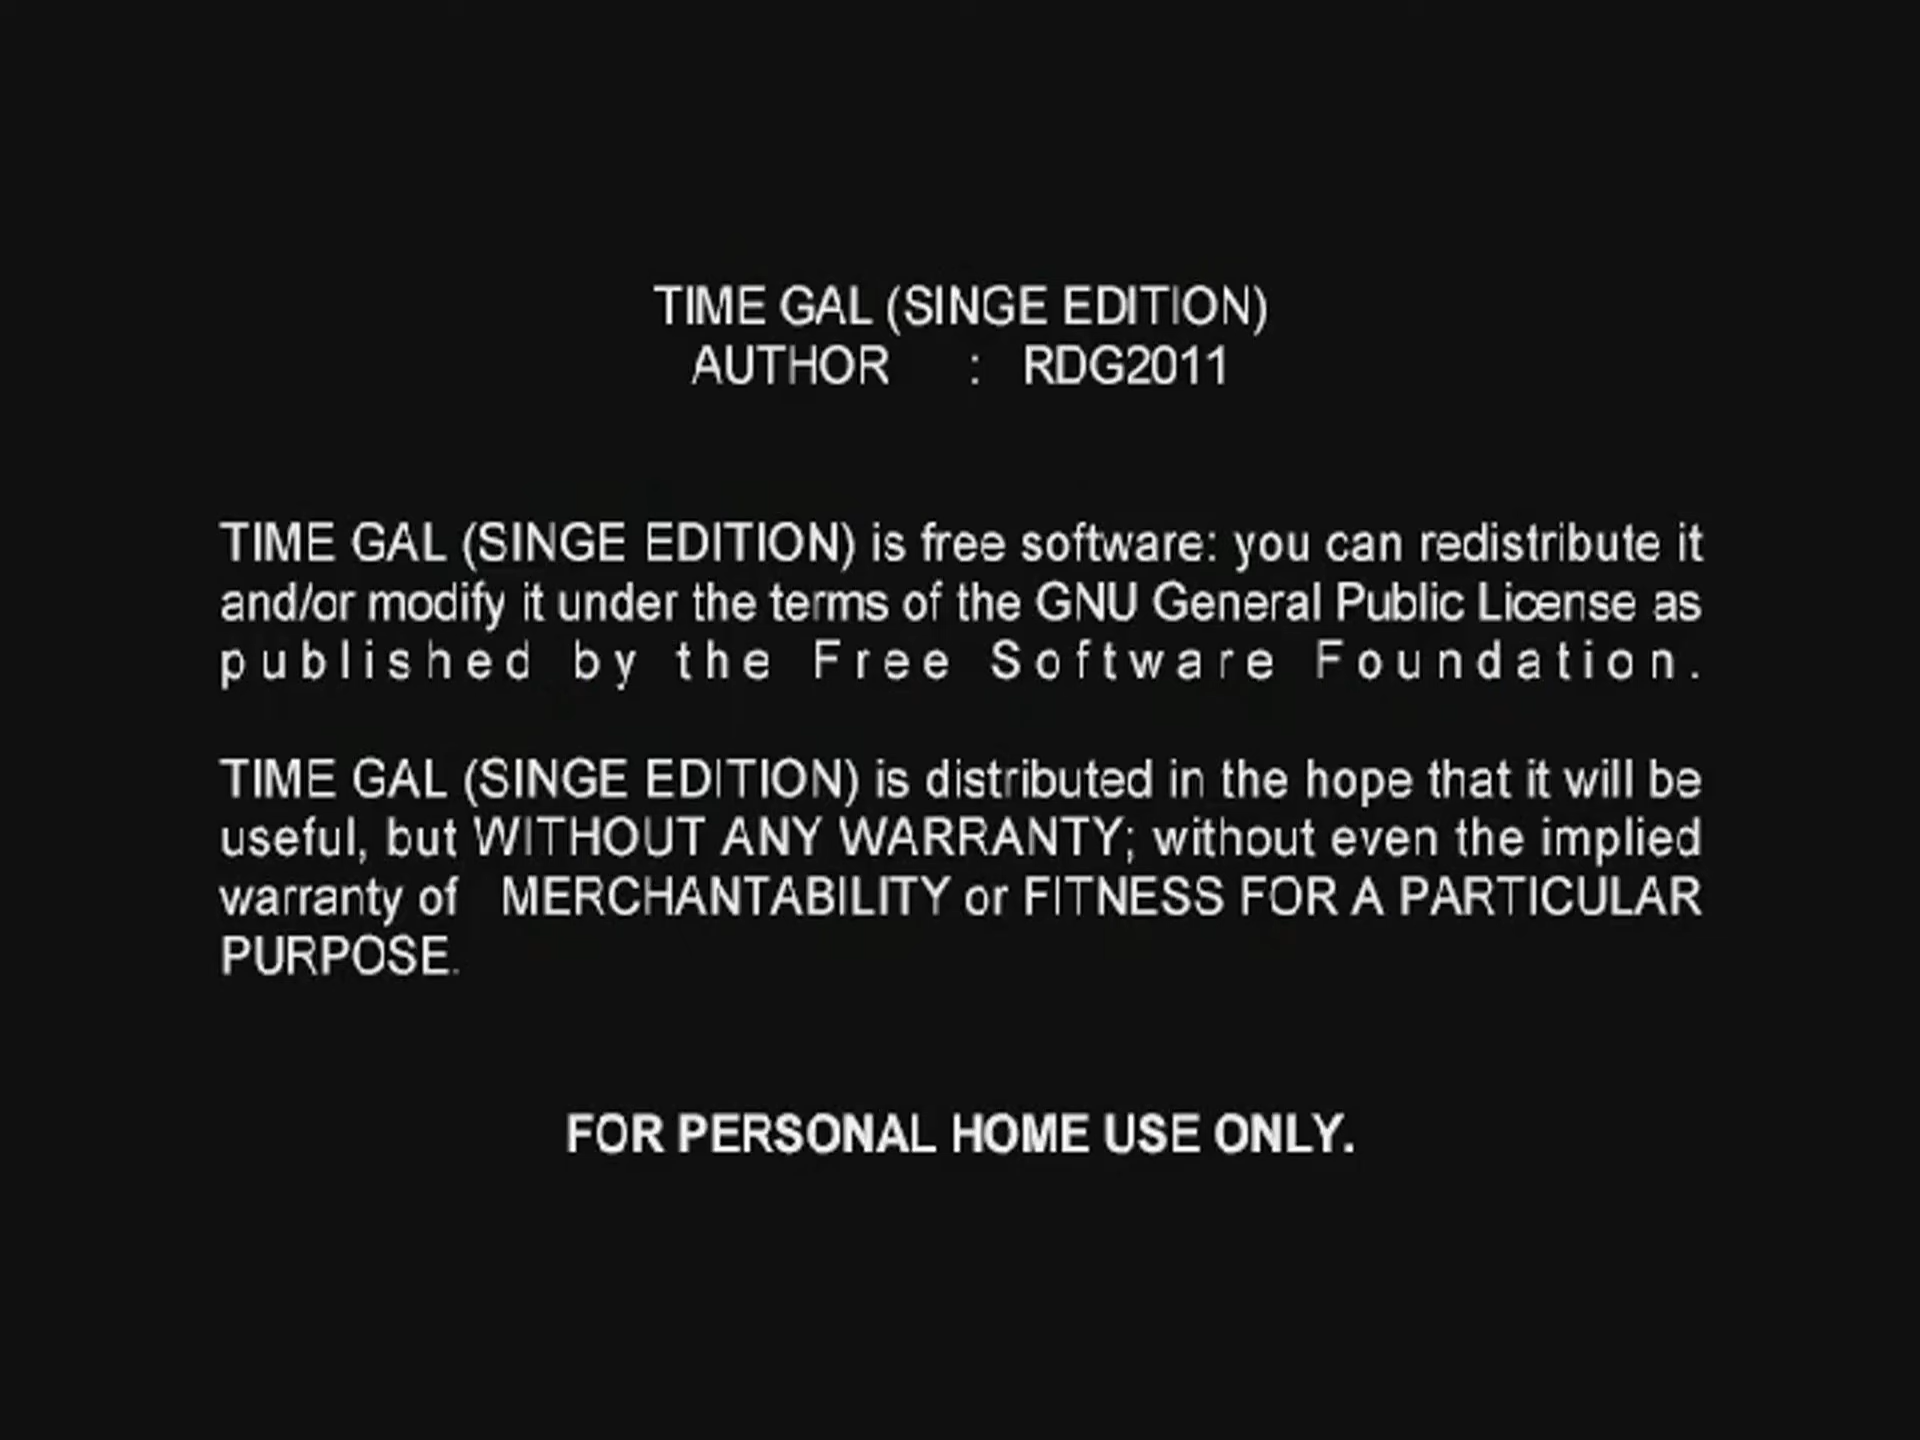 TIME GAL (SINGE EDITION)
AUTHOR : RDG2011
TIME GAL (SINGE EDITION) is free software: you can redistribute it
and/or modify it under the terms of the GNU General Public License as
published by the Free Software Foundation.
TIME GAL (SINGE EDITION) is distributed in the hope that it will be
useful, but WITHOUT ANY WARRANTY; without even the implied
warranty of MERCHANTABILITY or FITNESS FOR A PARTICULAR
PURPOSE.
FOR PERSONAL HOME USE ONLY.